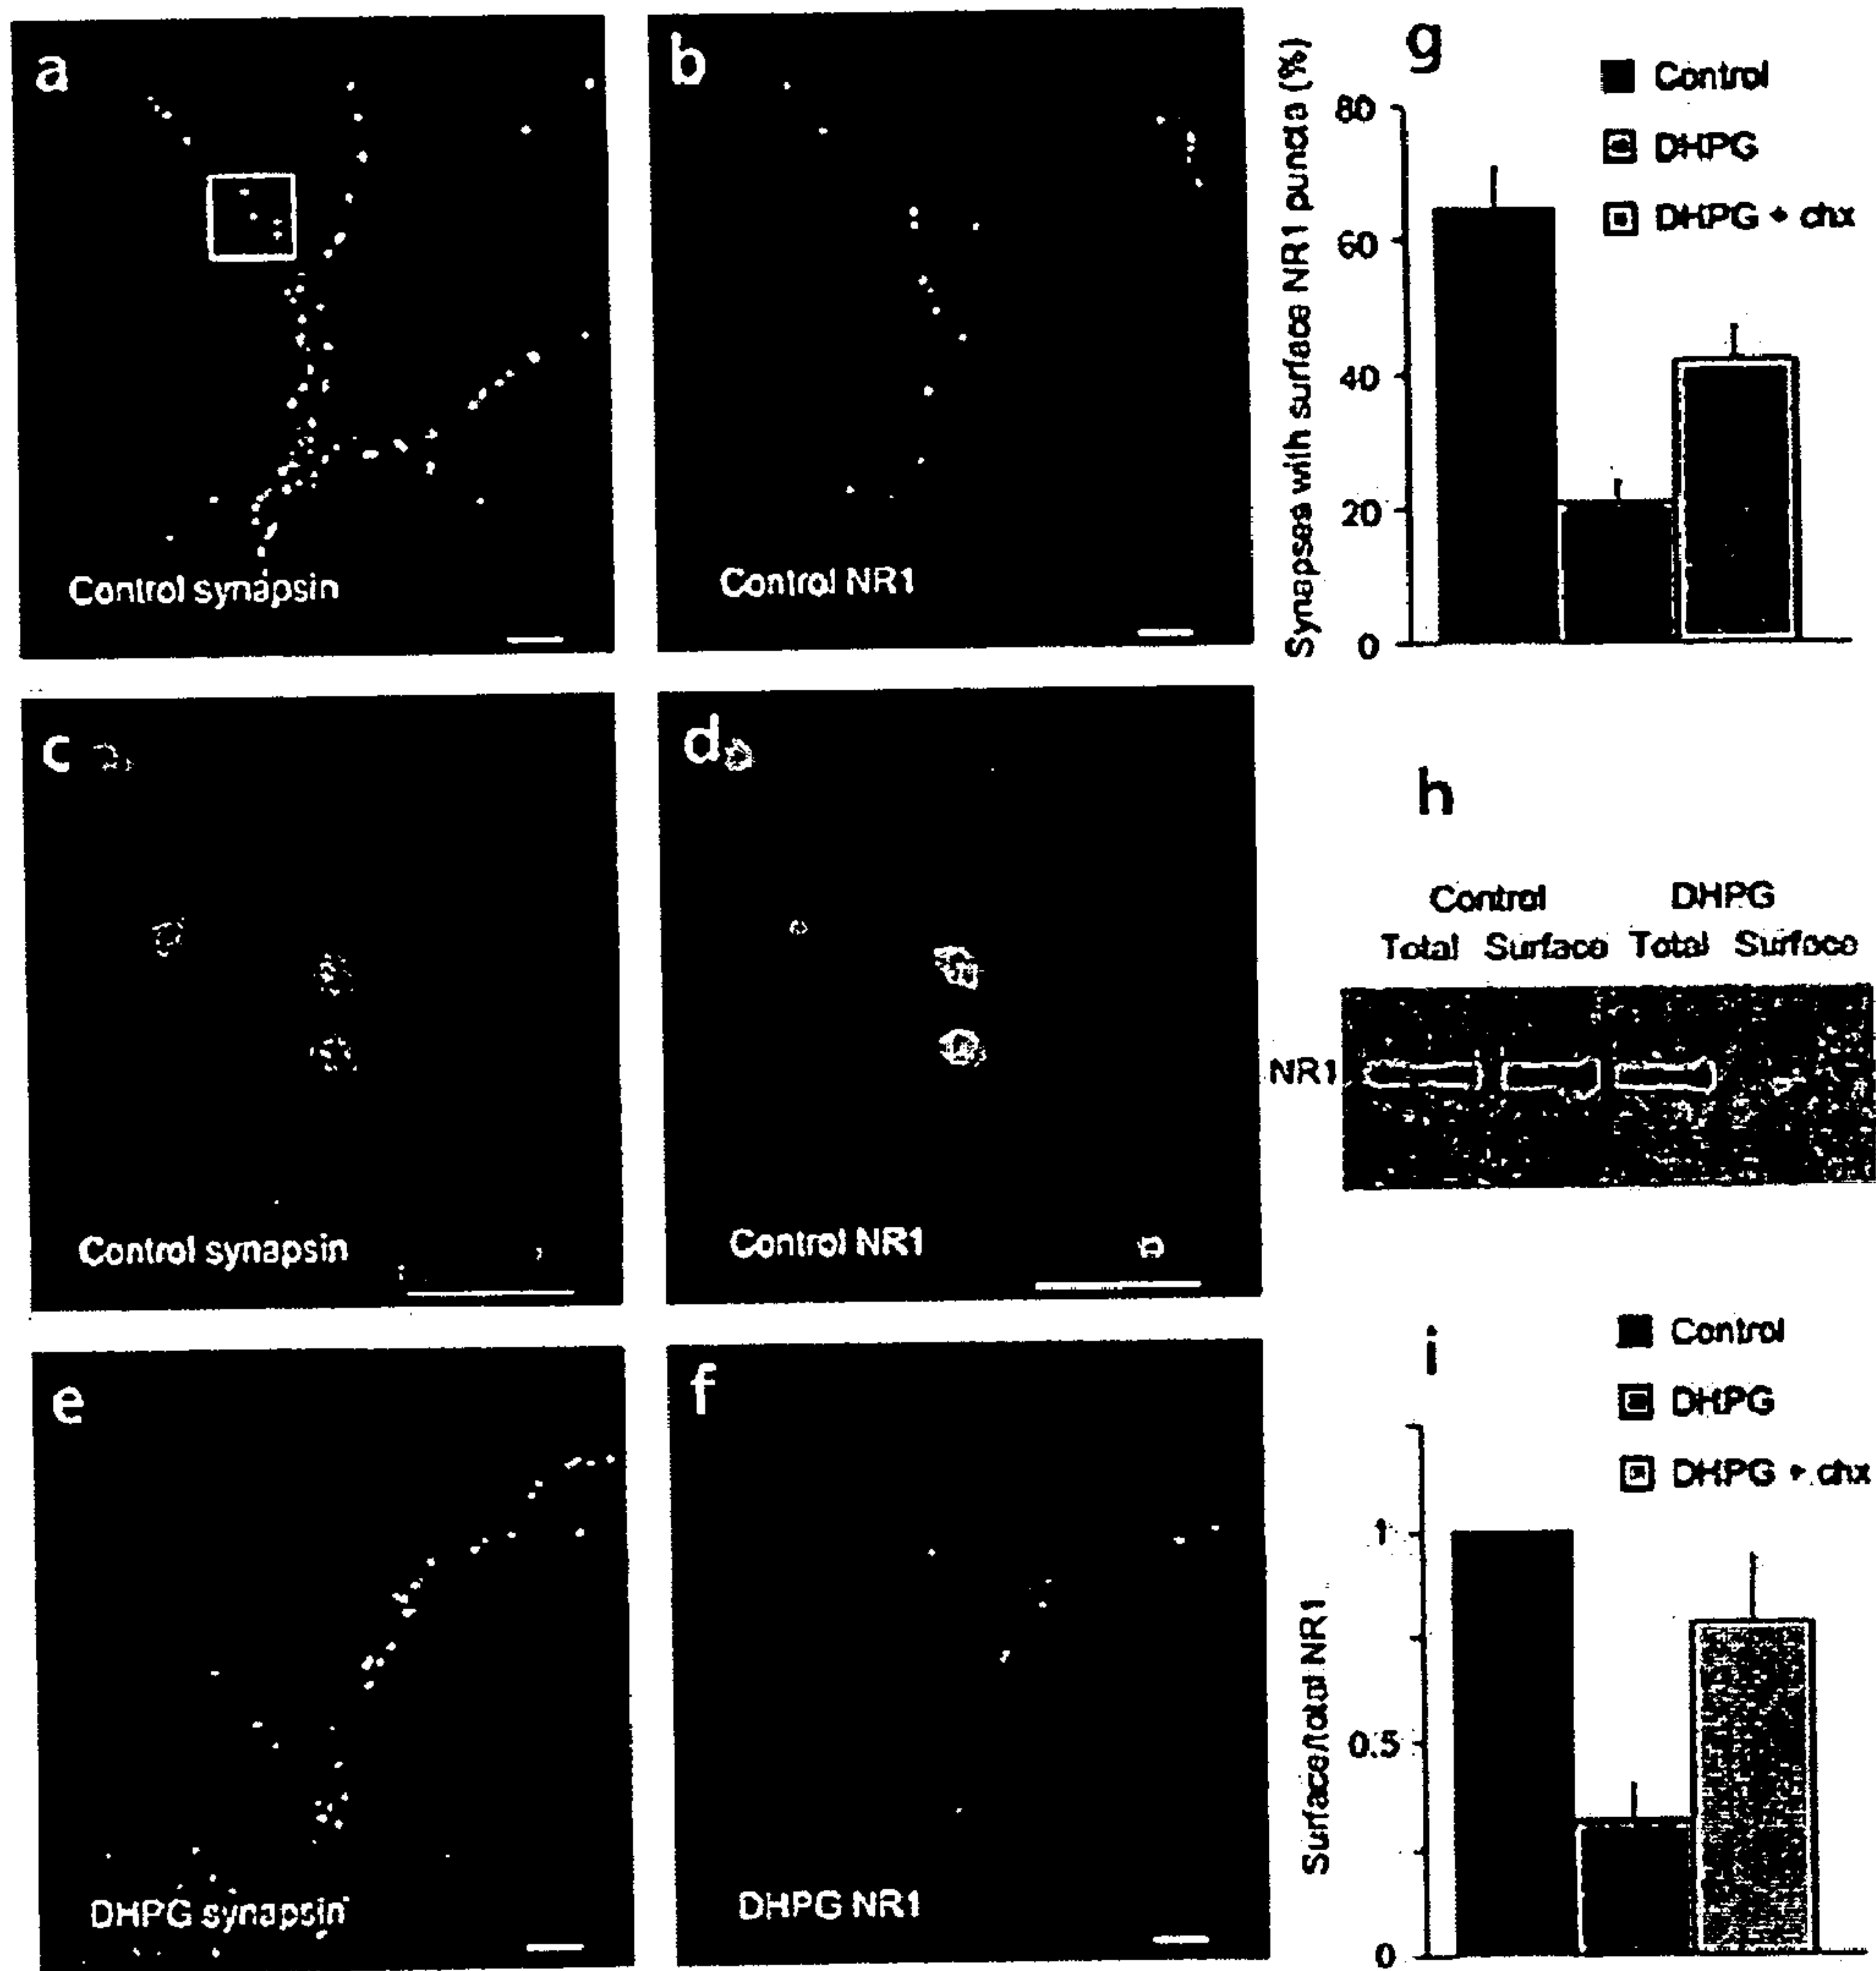 a
Control synapsin
b
Control NR1
c
Control synapsin
d
Control NR1
e
DHPG synapsin
f
DHPG NR1
g
Control
DHPG
DHPG + chx
Synapses with surface NR1 puncta (%)
80
60
40
20
0
h
Control DHPG
Total Surface Total Surface
NR1
i
Control
DHPG
DHPG + chx
Surface/total NR1
1
0.5
0